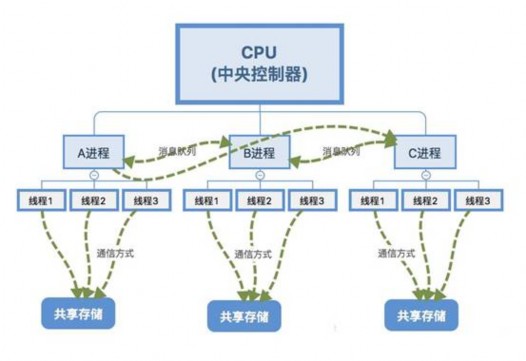 CPU
(中央控制器)
A进程
消息队列
B进程
消息队列
C进程
线程1
线程2
线程3
线程1
线程2
线程3
线程1
线程2
线程3
通信方式
通信方式
通信方式
共享存储
共享存储
共享存储